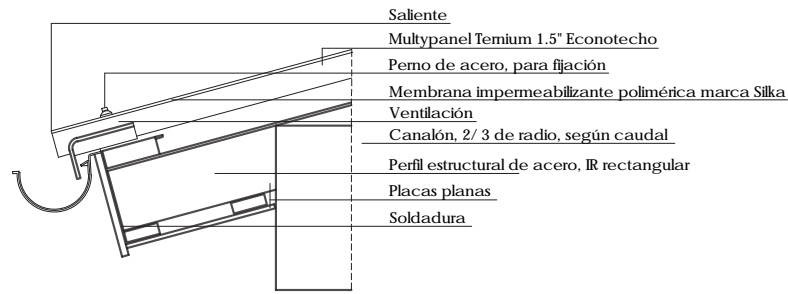 Saliente
Multypanel Ternium 1.5" Econotecho
Perno de acero, para fijación
Membrana impermeabilizante polimérica marca Silka
Ventilación
Canalón, 2/ 3 de radio, según caudal
Perfil estructural de acero, IR rectangular
Placas planas
Soldadura